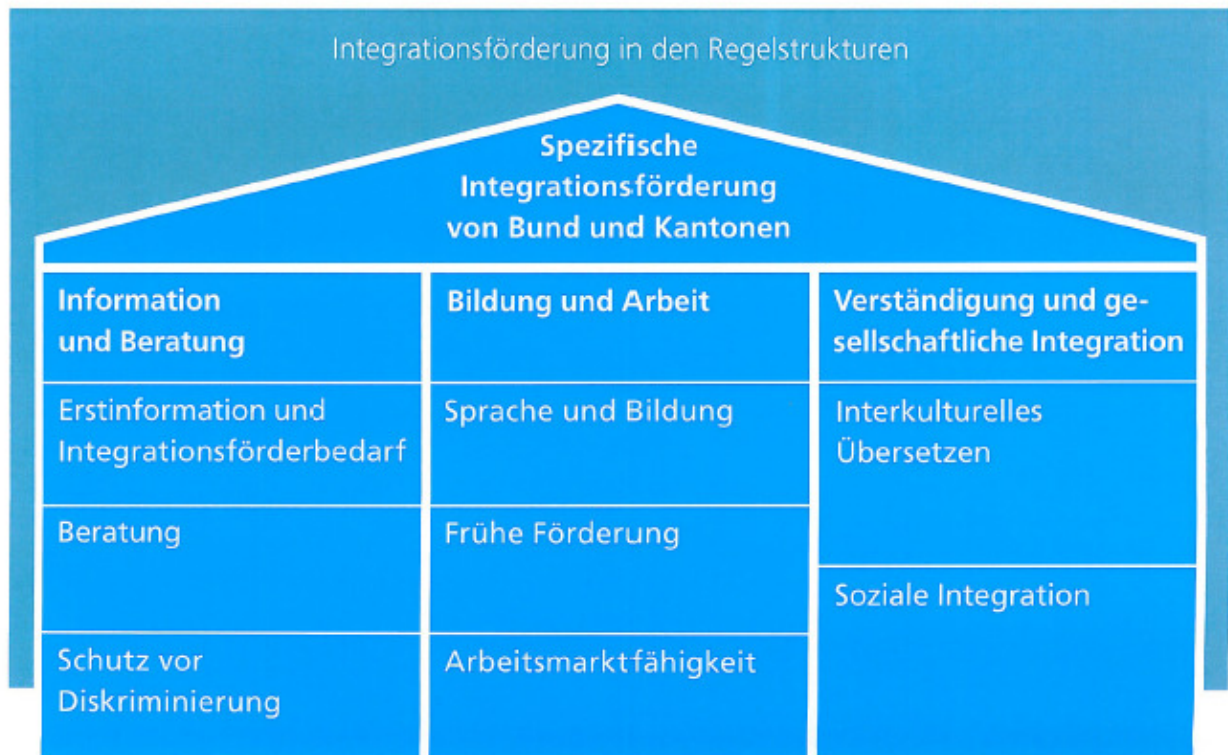 Integrationsförderung in den Regelstrukturen
Spezifische
Integrationsförderung
von Bund und Kantonen
Information
und Beratung
Erstinformation und
Integrationsförderbedarf
Beratung
Schutz vor
Diskriminierung
Bildung und Arbeit
Sprache und Bildung
Frühe Förderung
Arbeitsmarktfähigkeit
Verständigung und ge-
sellschaftliche Integration
Interkulturelles
Übersetzen
Soziale Integration